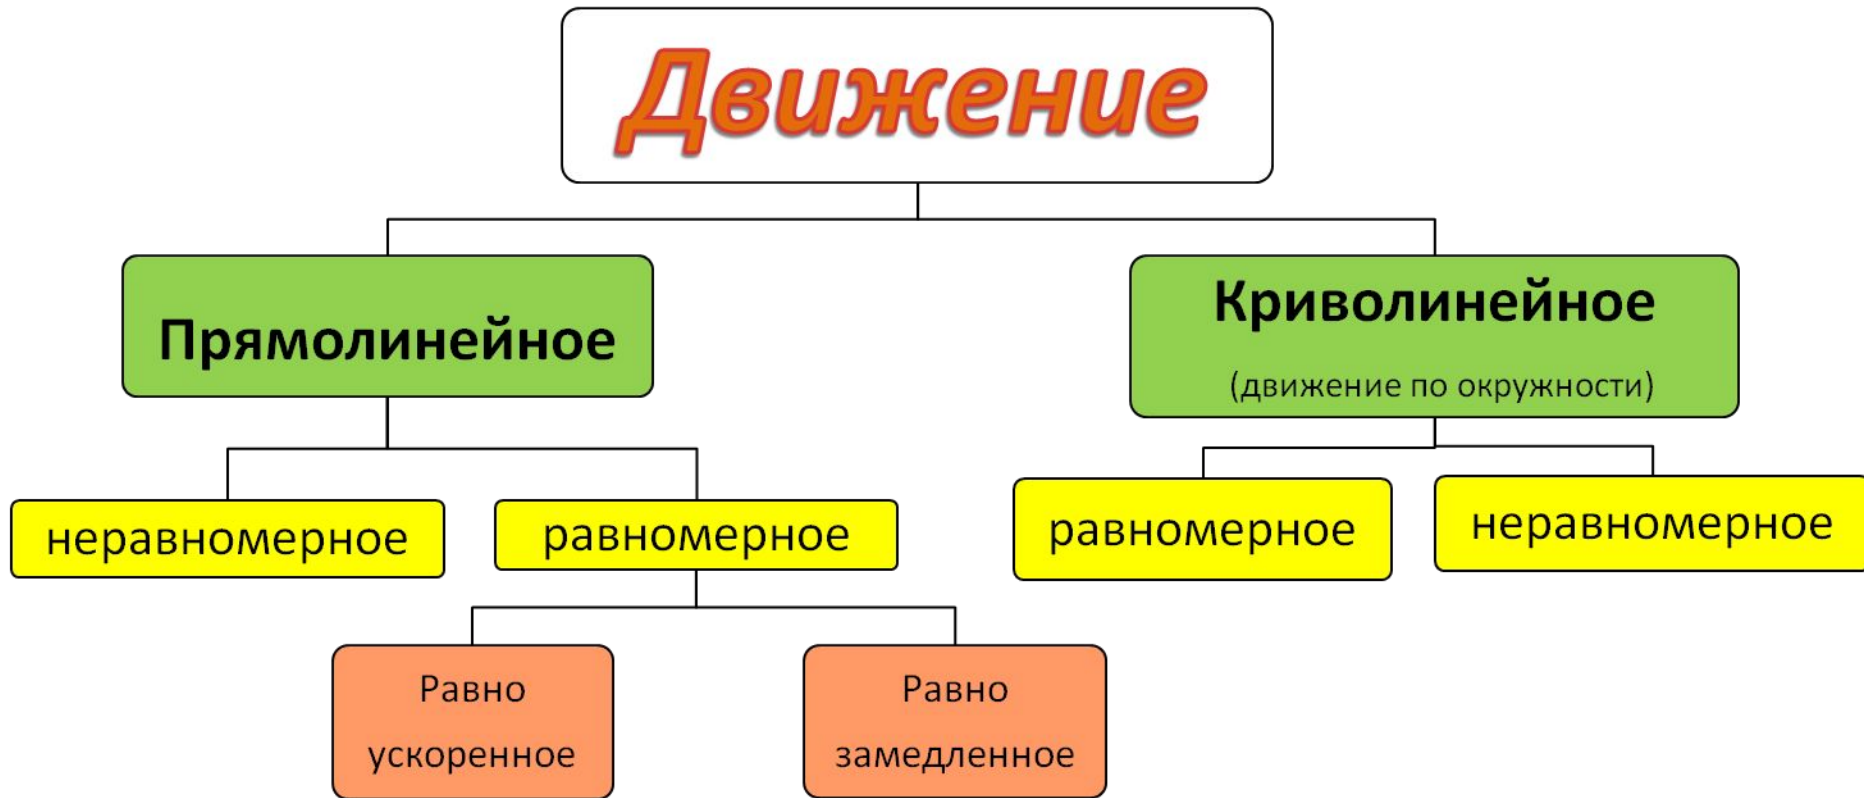 Движение
Прямолинейное
Криволинейное
(движение по окружности)
неравномерное
равномерное
равномерное
неравномерное
Равно
ускоренное
Равно
замедленное